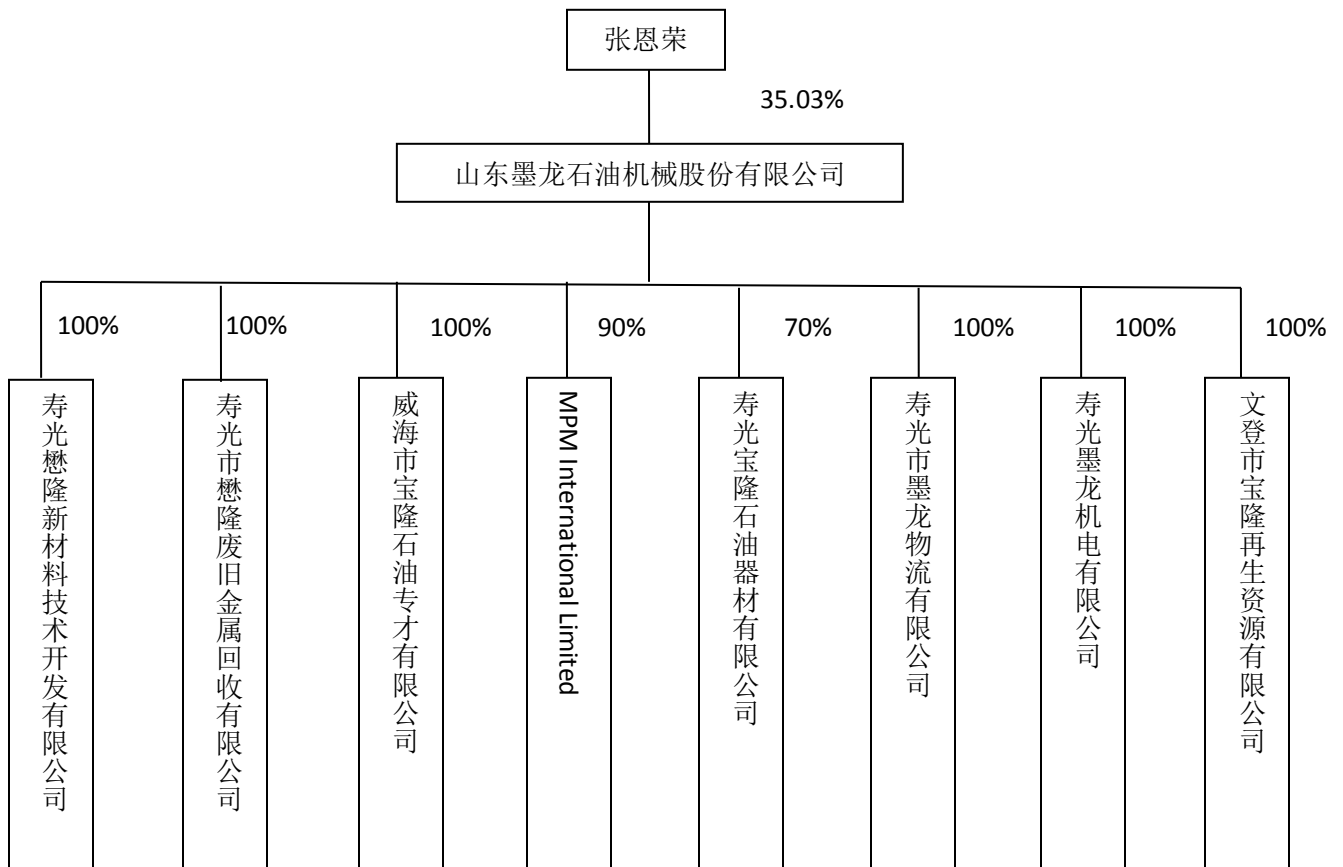 张恩荣
35.03%
山东墨龙石油机械股份有限公司
100%
100%
100%
90%
70%
100%
100%
100%
寿光懋隆新材料技术开发有限公司
寿光市懋隆废旧金属回收有限公司
威海市宝隆石油专才有限公司
MPM International Limited
寿光宝隆石油器材有限公司
寿光市墨龙物流有限公司
寿光墨龙机电有限公司
文登市宝隆再生资源有限公司